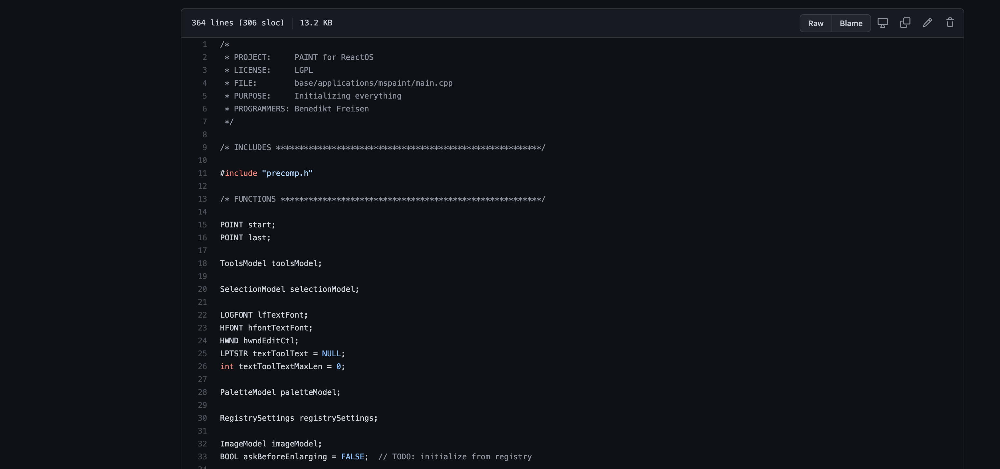 364 lines (306 sloc) 13.2 KB Raw Blame
1 /*
2 * PROJECT: PAINT for ReactOS
3 * LICENSE: LGPL
4 * FILE: base/applications/mspaint/main.cpp
5 * PURPOSE: Initializing everything
6 * PROGRAMMERS: Benedikt Freisen
7 */
8
9 /* INCLUDES *********************************************************/
10
11 #include "precomp.h"
12
13 /* FUNCTIONS ********************************************************/
14
15 POINT start;
16 POINT last;
17
18 ToolsModel toolsModel;
19
20 SelectionModel selectionModel;
21
22 LOGFONT lfTextFont;
23 HFONT hfontTextFont;
24 HWND hwndEditCtl;
25 LPTSTR textToolText = NULL;
26 int textToolTextMaxLen = 0;
27
28 PaletteModel paletteModel;
29
30 RegistrySettings registrySettings;
31
32 ImageModel imageModel;
33 BOOL askBeforeEnlarging = FALSE; // TODO: initialize from registry
34